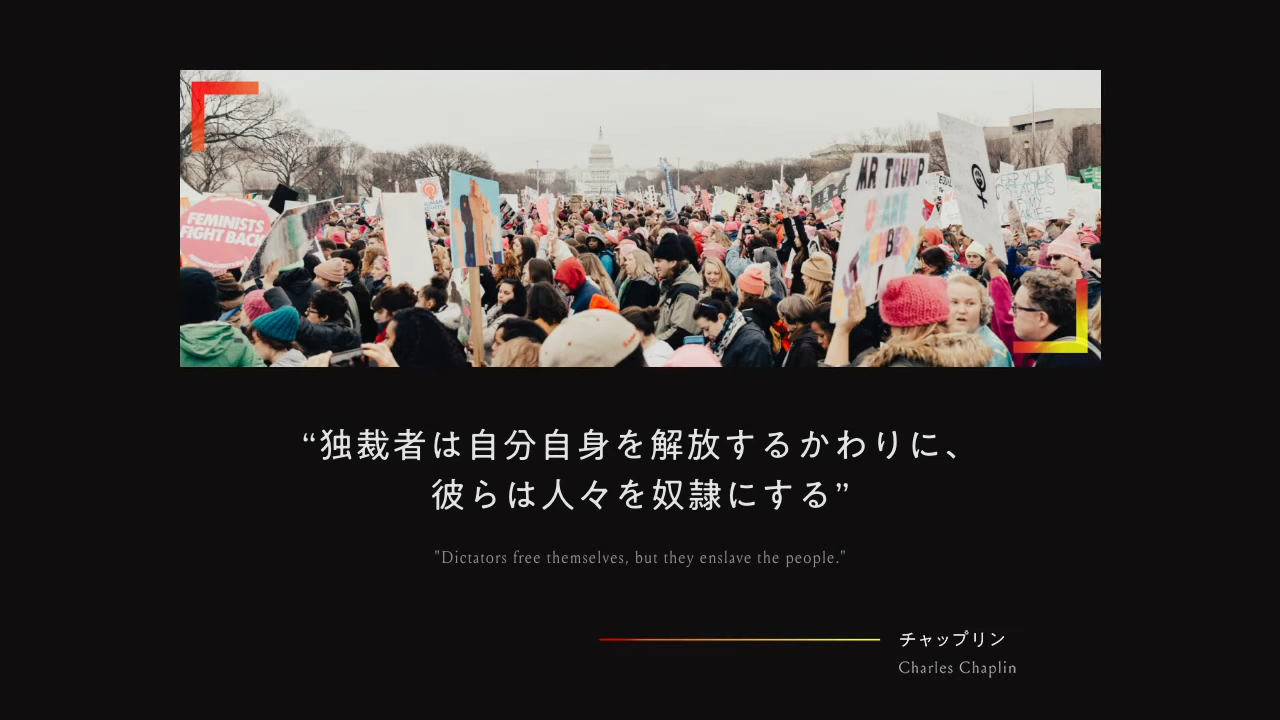 FEMINISTS
FIGHT BACK
MR TRUMP
“独裁者は自分自身を解放するかわりに、
彼らは人々を奴隷にする”
"Dictators free themselves, but they enslave the people."
チャップリン
Charles Chaplin